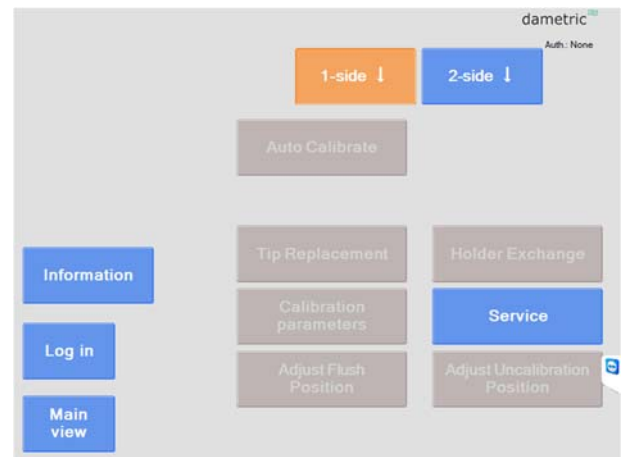 dametric
Auth.: None
1-side ↓
2-side ↓
Auto Calibrate
Tip Replacement
Holder Exchange
Information
Calibration
parameters
Service
Log in
Adjust Flush
Position
Adjust Uncalibration
Position
Main
view